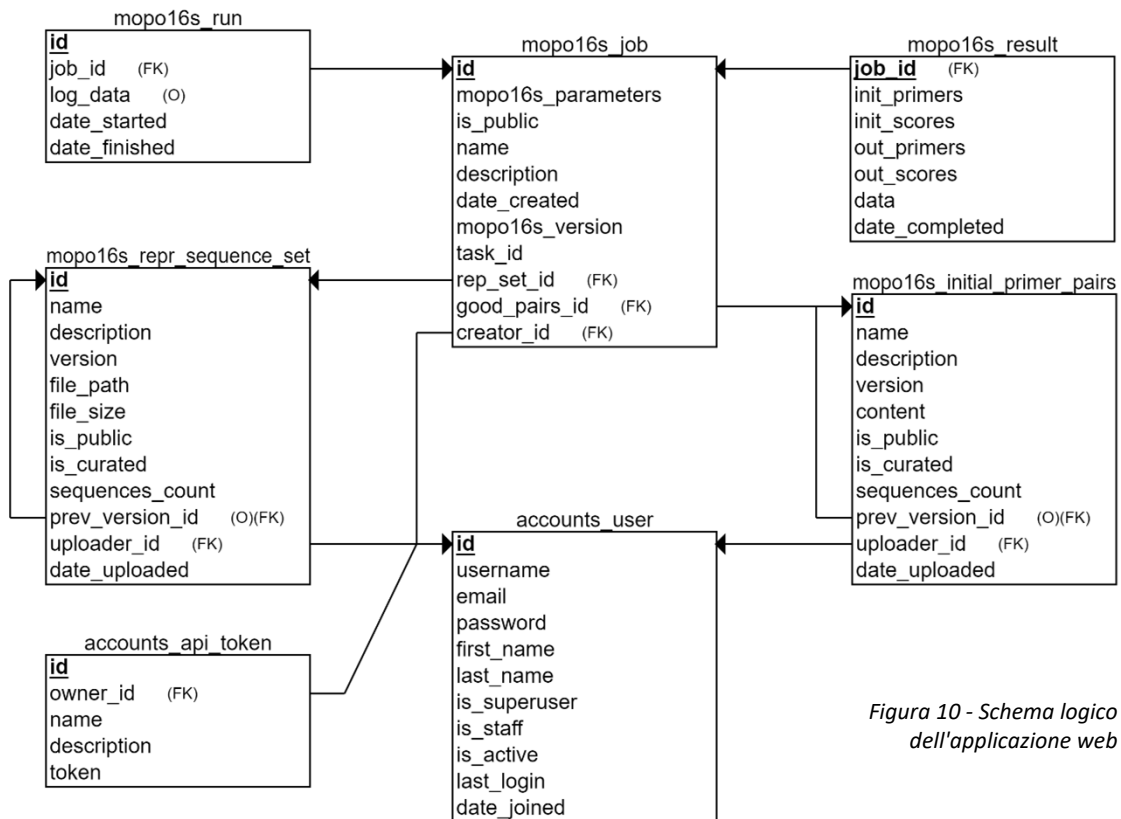 mopo16s_run
id
job_id (FK)
log_data (O)
date_started
date_finished
mopo16s_job
id
mopo16s_parameters
is_public
name
description
date_created
mopo16s_version
task_id
rep_set_id (FK)
good_pairs_id (FK)
creator_id (FK)
mopo16s_result
job_id (FK)
init_primers
init_scores
out_primers
out_scores
data
date_completed
mopo16s_repr_sequence_set
id
name
description
version
file_path
file_size
is_public
is_curated
sequences_count
prev_version_id (O)(FK)
uploader_id (FK)
date_uploaded
mopo16s_initial_primer_pairs
id
name
description
version
content
is_public
is_curated
sequences_count
prev_version_id (O)(FK)
uploader_id (FK)
date_uploaded
accounts_api_token
id
owner_id (FK)
name
description
token
accounts_user
id
username
email
password
first_name
last_name
is_superuser
is_staff
is_active
last_login
date_joined
Figura 10 - Schema logico
dell'applicazione web